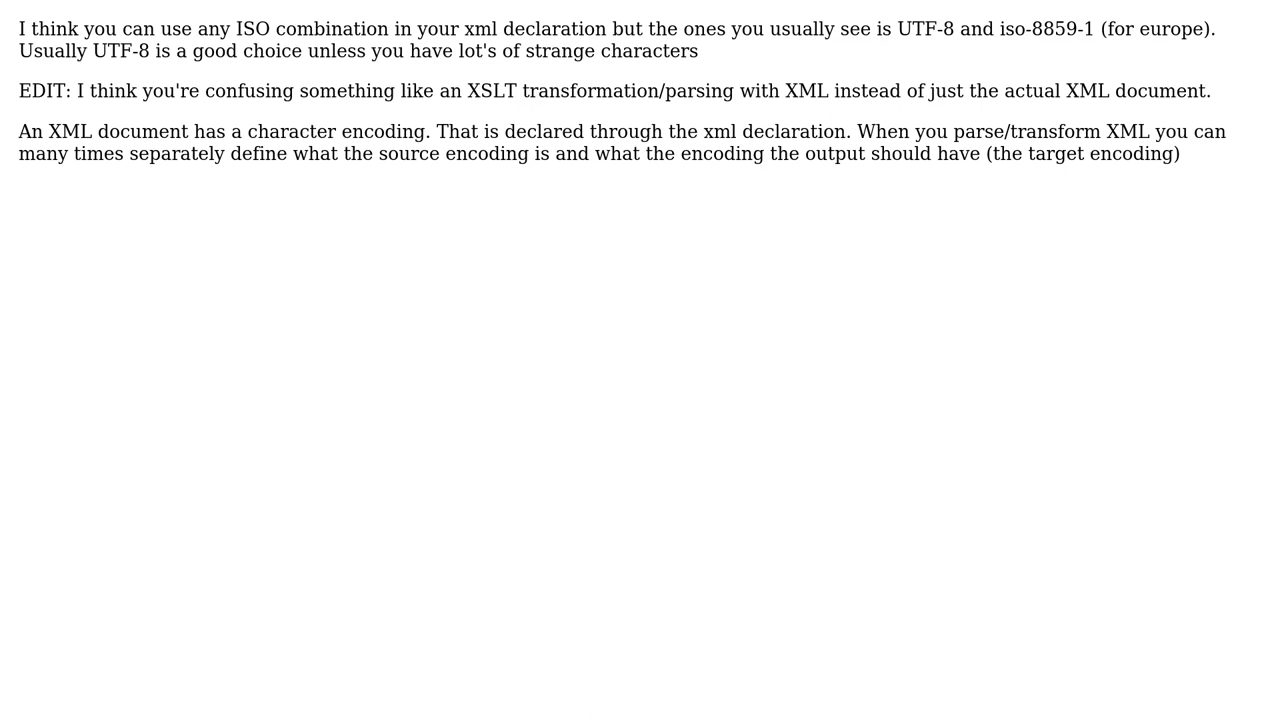 I think you can use any ISO combination in your xml declaration but the ones you usually see is UTF-8 and iso-8859-1 (for europe).
Usually UTF-8 is a good choice unless you have lot's of strange characters
EDIT: I think you're confusing something like an XSLT transformation/parsing with XML instead of just the actual XML document.
An XML document has a character encoding. That is declared through the xml declaration. When you parse/transform XML you can
many times separately define what the source encoding is and what the encoding the output should have (the target encoding)